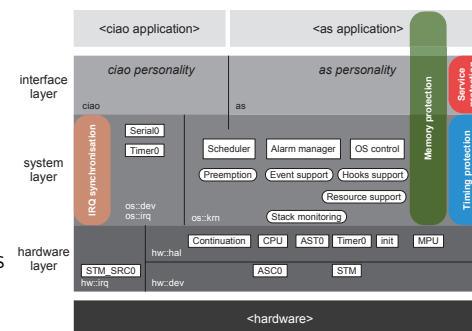 <ciao application>
<as application>
ciao personality
as personality
interface
layer
ciao
as
Memory protection
Service
IRQ synchronisation
Serial0
Timer0
system
layer
Scheduler
Alarm manager
OS control
Preemption
Event support
Hooks support
Resource support
Stack monitoring
Timing protection
os::dev
os::irq
os::krn
s
hardware
layer
Continuation
CPU
AST0
Timer0
init
MPU
hw::hal
STM_SRC0
ASC0
STM
hw::irq
hw::dev
<hardware>